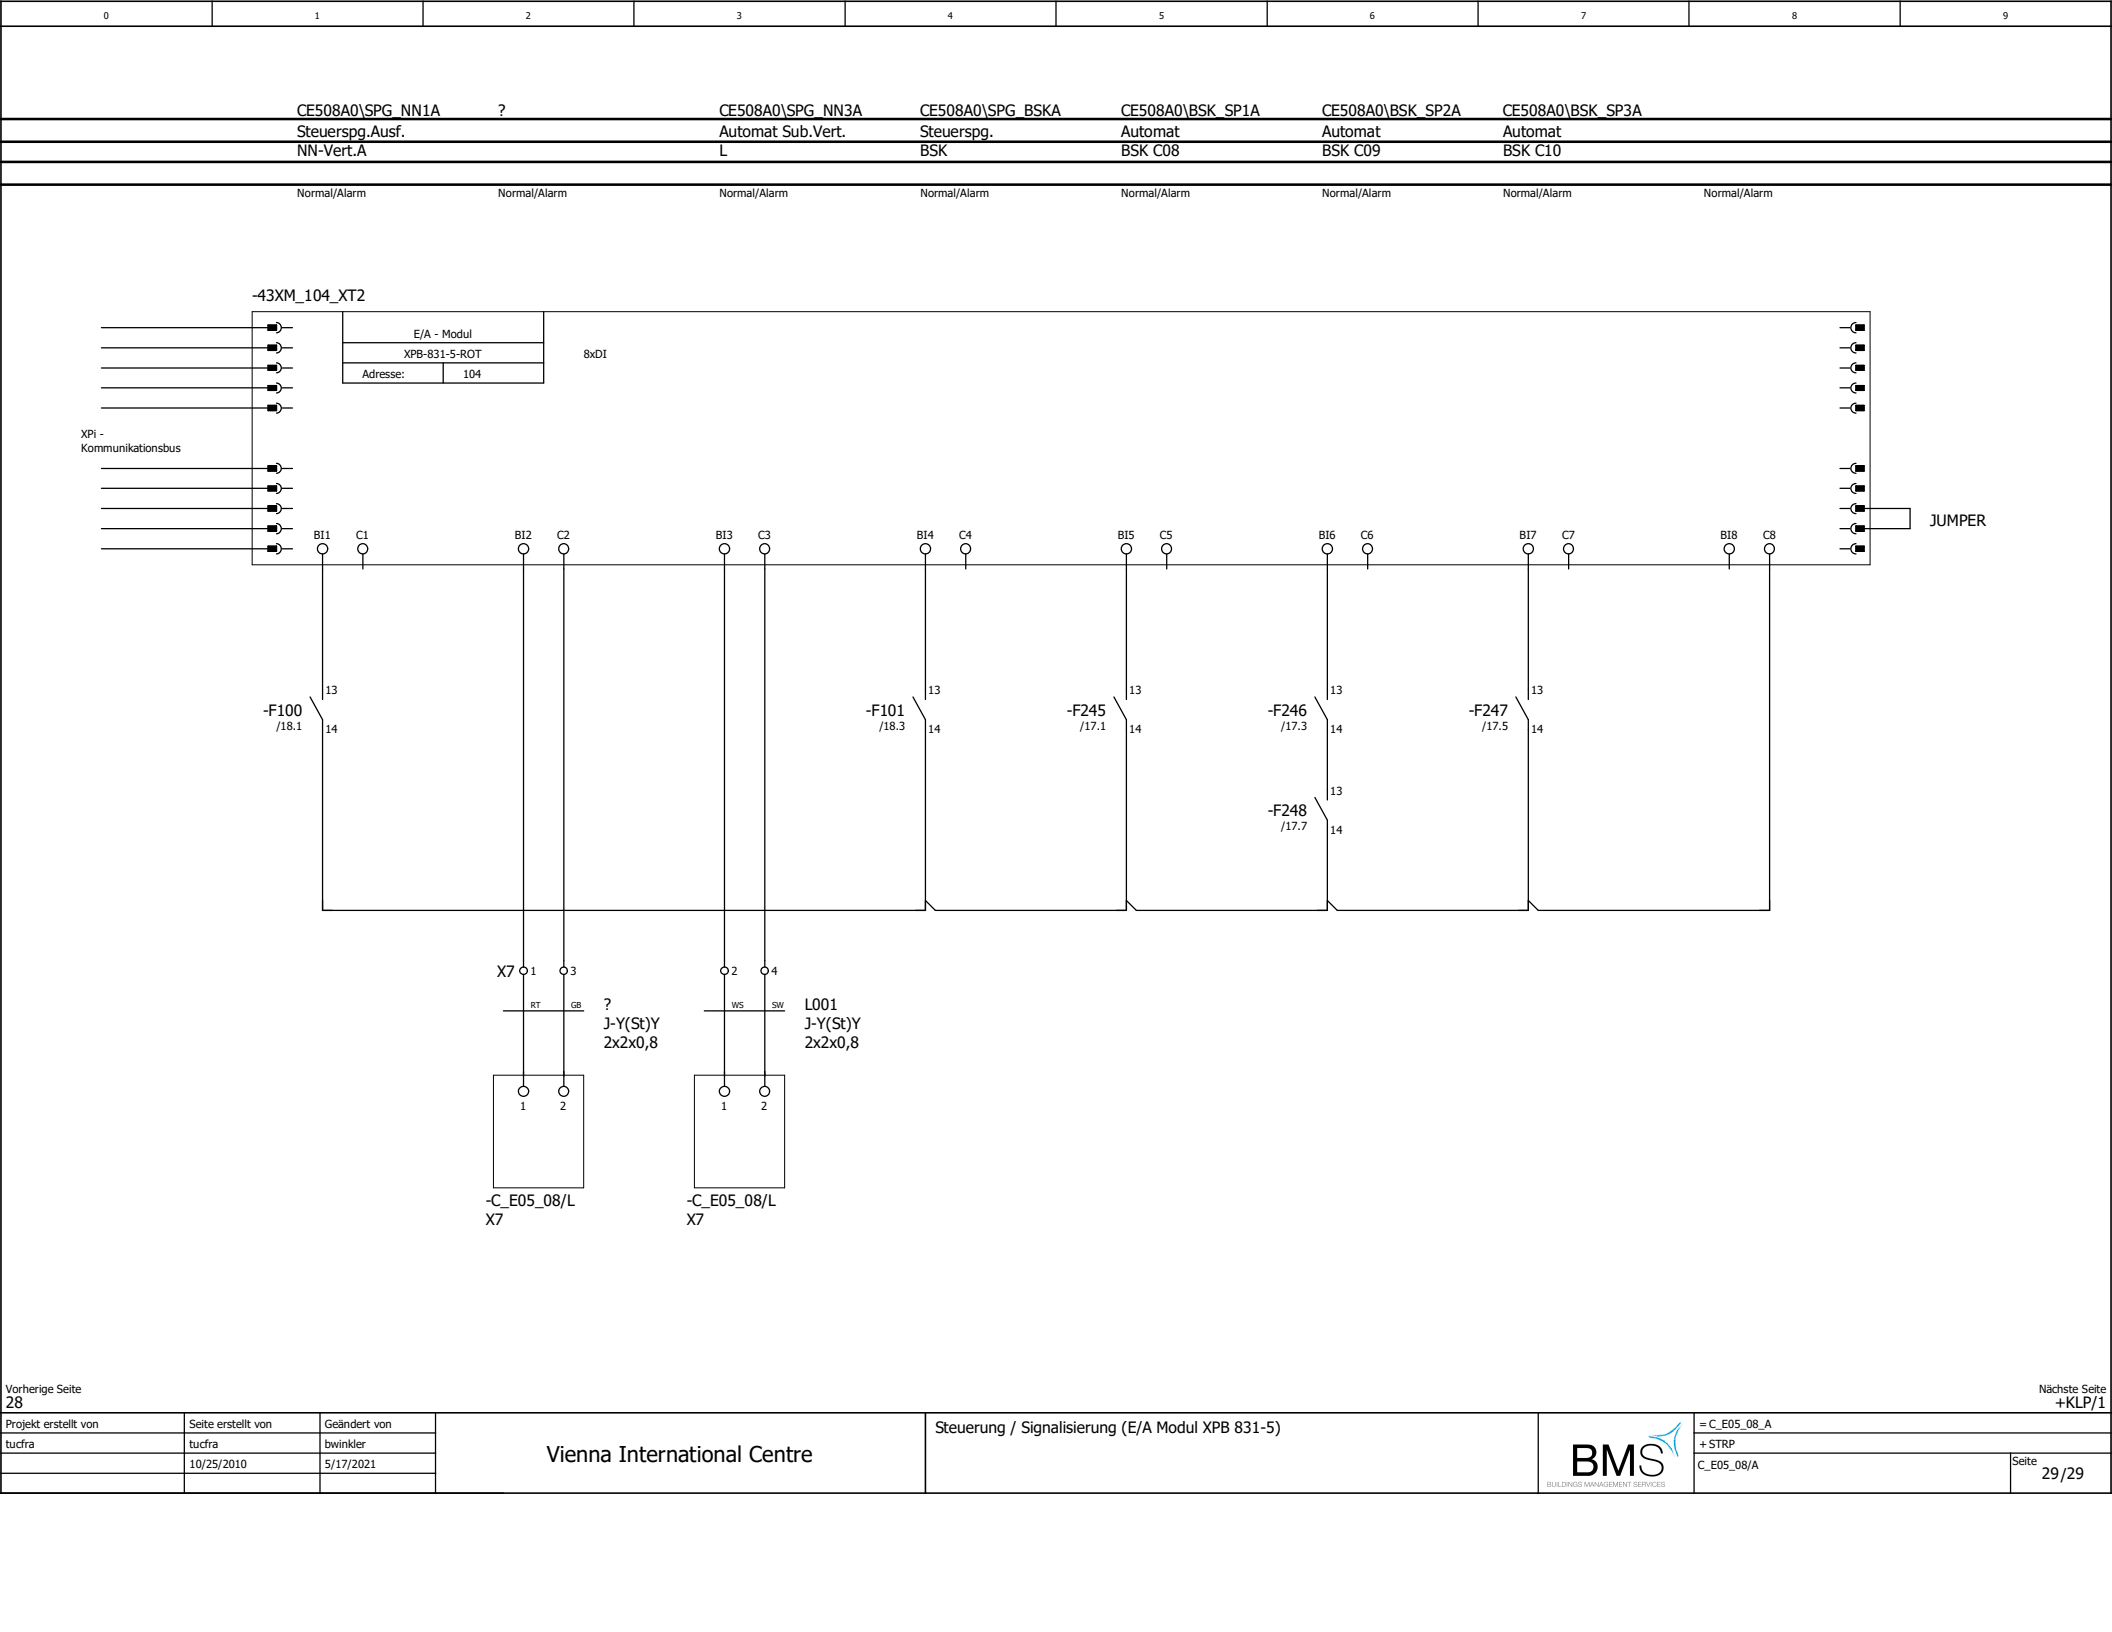 0 1 2 3 4 5 6 7 8 9
CE508A0\SPG_NN1A ? CE508A0\SPG_NN3A CE508A0\SPG_BSKA CE508A0\BSK_SP1A CE508A0\BSK_SP2A CE508A0\BSK_SP3A
Steuerspg.Ausf. Automat Sub.Vert. Steuerspg. Automat Automat Automat
NN-Vert.A L BSK BSK C08 BSK C09 BSK C10
Normal/Alarm Normal/Alarm Normal/Alarm Normal/Alarm Normal/Alarm Normal/Alarm Normal/Alarm Normal/Alarm
-43XM_104_XT2
E/A - Modul
XPB-831-5-ROT 8xDI
Adresse: 104
XPi -
Kommunikationsbus
JUMPER
BI1 C1 BI2 C2 BI3 C3 BI4 C4 BI5 C5 BI6 C6 BI7 C7 BI8 C8
13 13 13 13 13
-F100 -F101 -F245 -F246 -F247
/18.1 /18.3 /17.1 /17.3 /17.5
14 14 14 14 14
13
-F248
/17.7
14
X7 1 3 2 4
RT GB ? WS SW L001
J-Y(St)Y J-Y(St)Y
2x2x0,8 2x2x0,8
1 2 1 2
-C_E05_08/L -C_E05_08/L
X7 X7
Vorherige Seite
28
Nächste Seite
+KLP/1
Projekt erstellt von Seite erstellt von Geändert von
tucfra tucfra bwinkler
10/25/2010 5/17/2021
Vienna International Centre
Steuerung / Signalisierung (E/A Modul XPB 831-5)
BMS
BUILDINGS MANAGEMENT SERVICES
= C_E05_08_A
+ STRP
C_E05_08/A
Seite
29/29